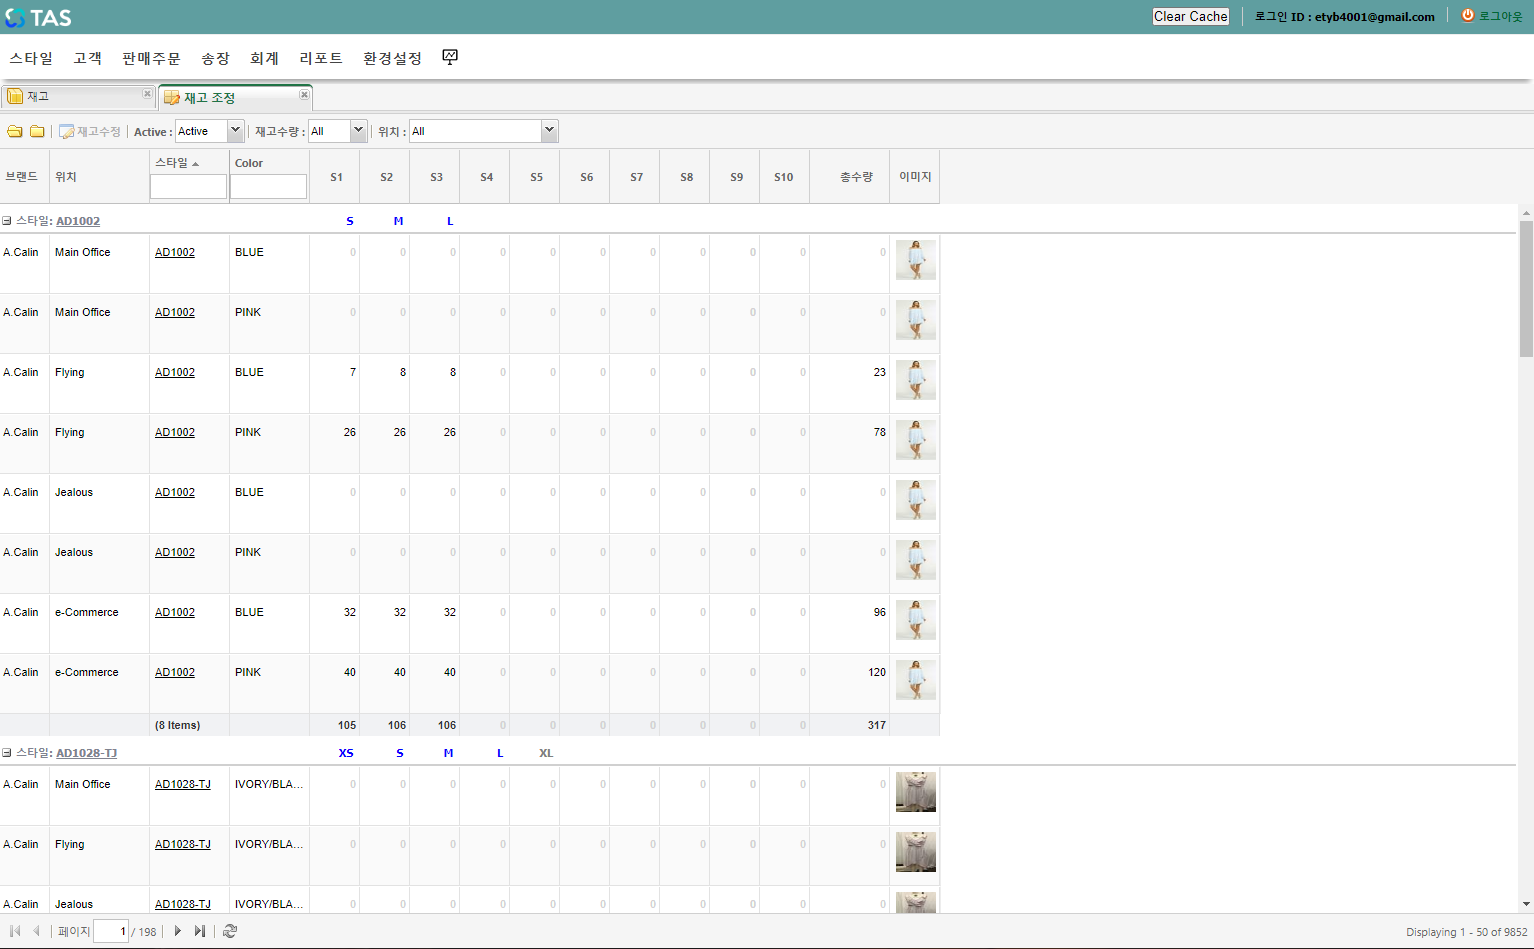 TAS
Clear Cache
로그인 ID : etyb4001@gmail.com
로그아웃
스타일 고객 판매주문 송장 회계 리포트 환경설정
재고
재고 조정
재고수정 Active : Active 재고수량 : All 위치 : All
브랜드 위치 스타일 Color S1 S2 S3 S4 S5 S6 S7 S8 S9 S10 총수량 이미지
스타일: AD1002 S M L
A.Calin Main Office AD1002 BLUE 0 0 0 0 0 0 0 0 0 0 0
A.Calin Main Office AD1002 PINK 0 0 0 0 0 0 0 0 0 0 0
A.Calin Flying AD1002 BLUE 7 8 8 0 0 0 0 0 0 0 23
A.Calin Flying AD1002 PINK 26 26 26 0 0 0 0 0 0 0 78
A.Calin Jealous AD1002 BLUE 0 0 0 0 0 0 0 0 0 0 0
A.Calin Jealous AD1002 PINK 0 0 0 0 0 0 0 0 0 0 0
A.Calin e-Commerce AD1002 BLUE 32 32 32 0 0 0 0 0 0 0 96
A.Calin e-Commerce AD1002 PINK 40 40 40 0 0 0 0 0 0 0 120
(8 Items) 105 106 106 0 0 0 0 0 0 0 317
스타일: AD1028-TJ XS S M L XL
A.Calin Main Office AD1028-TJ IVORY/BLA... 0 0 0 0 0 0 0 0 0 0 0
A.Calin Flying AD1028-TJ IVORY/BLA... 0 0 0 0 0 0 0 0 0 0 0
A.Calin Jealous AD1028-TJ IVORY/BLA... 0 0 0 0 0 0 0 0 0 0 0
페이지 1 / 198
Displaying 1 - 50 of 9852